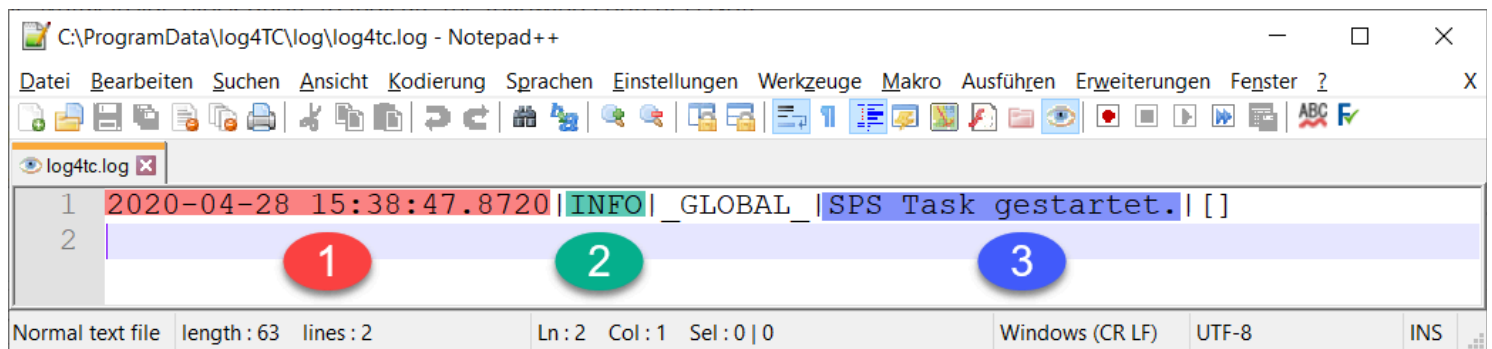 C:\ProgramData\log4TC\log\log4tc.log - Notepad++
Datei Bearbeiten Suchen Ansicht Kodierung Sprachen Einstellungen Werkzeuge Makro Ausführen Erweiterungen Fenster ? X
ABC
log4tc.log
1 2020-04-28 15:38:47.8720|INFO|_GLOBAL_|SPS Task gestartet.|[]
2
1 2 3
Normal text file length : 63 lines : 2 Ln : 2 Col : 1 Sel : 0 | 0 Windows (CR LF) UTF-8 INS